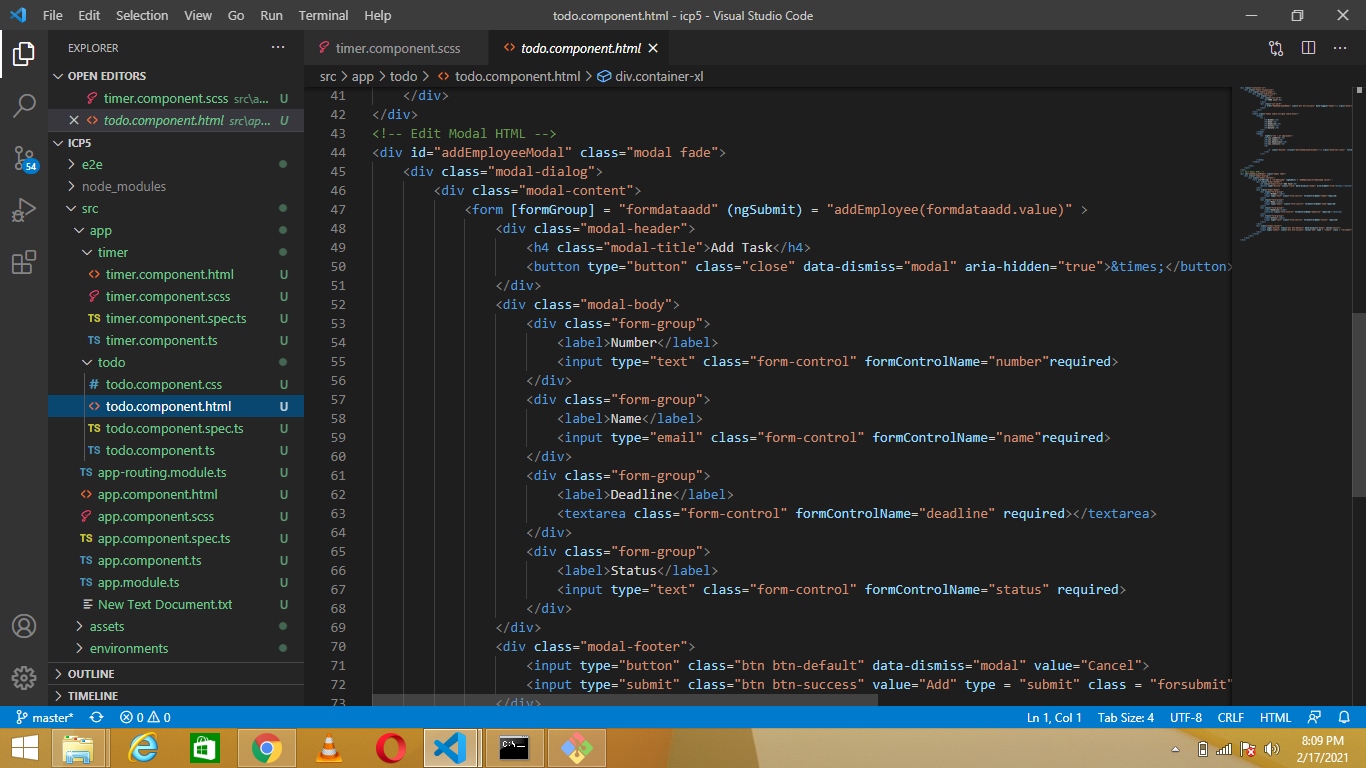 File Edit Selection View Go Run Terminal Help
todo.component.html - icp5 - Visual Studio Code
EXPLORER
OPEN EDITORS
timer.component.scss src\a... U
todo.component.html src\ap... U
ICP5
e2e
node_modules
src
app
timer
timer.component.html U
timer.component.scss U
timer.component.spec.ts U
timer.component.ts U
todo
todo.component.css U
todo.component.html U
todo.component.spec.ts U
todo.component.ts U
app-routing.module.ts U
app.component.html U
app.component.scss U
app.component.spec.ts U
app.component.ts U
app.module.ts U
New Text Document.txt U
assets
environments
OUTLINE
TIMELINE
54
timer.component.scss
todo.component.html
src > app > todo > todo.component.html > div.container-xl
41 </div>
42 </div>
43 <!-- Edit Modal HTML -->
44 <div id="addEmployeeModal" class="modal fade">
45 <div class="modal-dialog">
46 <div class="modal-content">
47 <form [formGroup] = "formdataadd" (ngSubmit) = "addEmployee(formdataadd.value)" >
48 <div class="modal-header">
49 <h4 class="modal-title">Add Task</h4>
50 <button type="button" class="close" data-dismiss="modal" aria-hidden="true">&times;</button>
51 </div>
52 <div class="modal-body">
53 <div class="form-group">
54 <label>Number</label>
55 <input type="text" class="form-control" formControlName="number"required>
56 </div>
57 <div class="form-group">
58 <label>Name</label>
59 <input type="email" class="form-control" formControlName="name"required>
60 </div>
61 <div class="form-group">
62 <label>Deadline</label>
63 <textarea class="form-control" formControlName="deadline" required></textarea>
64 </div>
65 <div class="form-group">
66 <label>Status</label>
67 <input type="text" class="form-control" formControlName="status" required>
68 </div>
69 </div>
70 <div class="modal-footer">
71 <input type="button" class="btn btn-default" data-dismiss="modal" value="Cancel">
72 <input type="submit" class="btn btn-success" value="Add" type = "submit" class = "forsubmit"
73 </div>
master* 0 0 Ln 1, Col 1 Tab Size: 4 UTF-8 CRLF HTML
8:09 PM
2/17/2021